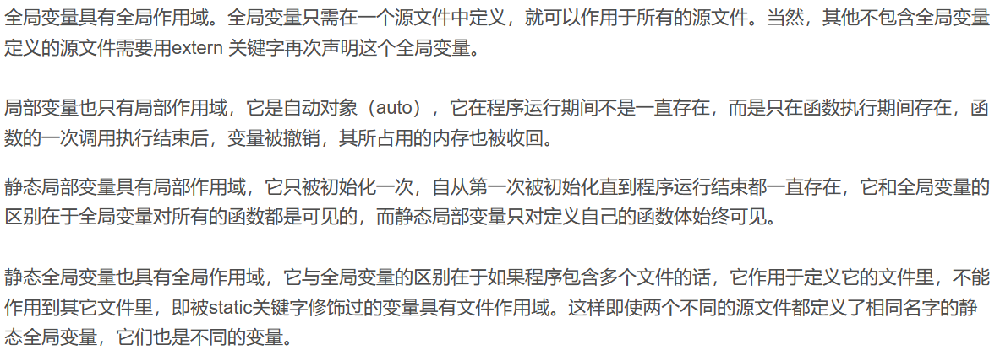 全局变量具有全局作用域。全局变量只需在一个源文件中定义，就可以作用于所有的源文件。当然，其他不包含全局变量
定义的源文件需要用extern 关键字再次声明这个全局变量。
局部变量也只有局部作用域，它是自动对象（auto），它在程序运行期间不是一直存在，而是只在函数执行期间存在，函
数的一次调用执行结束后，变量被撤销，其所占用的内存也被收回。
静态局部变量具有局部作用域，它只被初始化一次，自从第一次被初始化直到程序运行结束都一直存在，它和全局变量的
区别在于全局变量对所有的函数都是可见的，而静态局部变量只对定义自己的函数体始终可见。
静态全局变量也具有全局作用域，它与全局变量的区别在于如果程序包含多个文件的话，它作用于定义它的文件里，不能
作用到其它文件里，即被static关键字修饰过的变量具有文件作用域。这样即使两个不同的源文件都定义了相同名字的静
态全局变量，它们也是不同的变量。